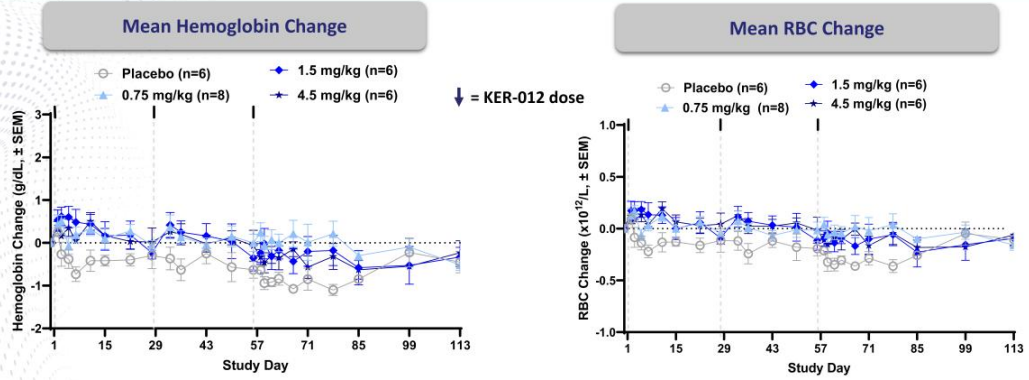 Mean Hemoglobin Change
Placebo (n=6)
1.5 mg/kg (n=6)
0.75 mg/kg (n=8)
4.5 mg/kg (n=6)
= KER-012 dose
Hemoglobin Change (g/dL, ± SEM)
3
2
1
0
-1
-2
1 15 29 43 57 71 85 99 113
Study Day
Mean RBC Change
Placebo (n=6)
1.5 mg/kg (n=6)
0.75 mg/kg (n=8)
4.5 mg/kg (n=6)
RBC Change (x10¹²/L, ± SEM)
1.0
0.5
0.0
-0.5
-1.0
1 15 29 43 57 71 85 99 113
Study Day